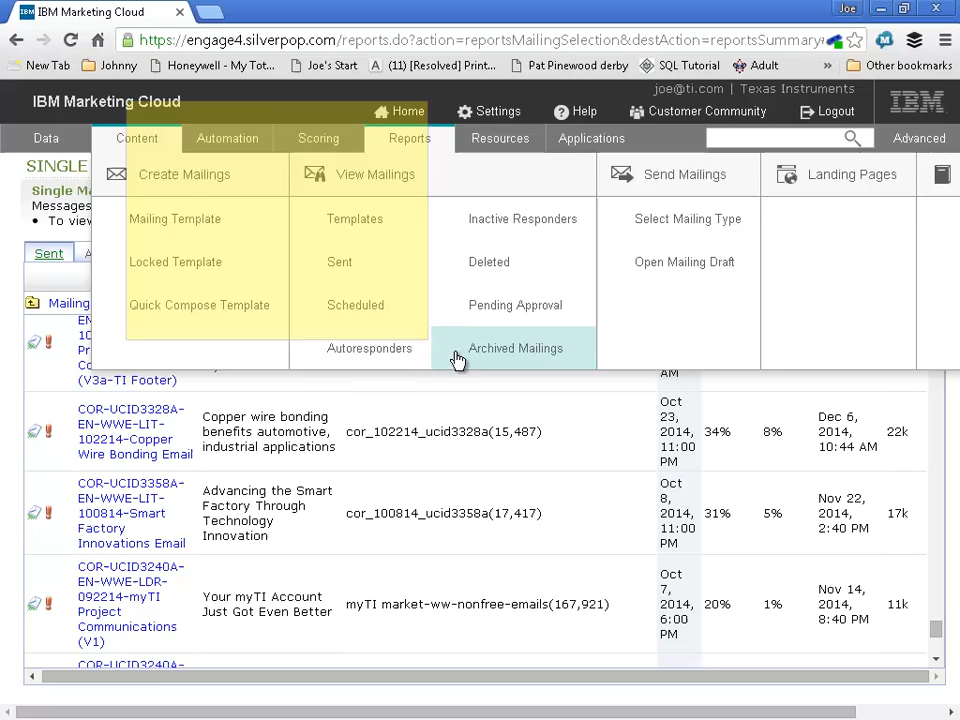 IBM Marketing Cloud
Joe
https://engage4.silverpop.com/reports.do?action=reportsMailingSelection&destAction=reportsSummary
New Tab
Johnny
Honeywell - My Tot...
Joe's Start
(11) [Resolved] Print...
Pat Pinewood derby
SQL Tutorial
Adult
»
Other bookmarks
joe@ti.com | Texas Instruments
IBM Marketing Cloud
Home
Settings
Help
Customer Community
Logout
IBM
Data
Content
Automation
Scoring
Reports
Resources
Applications
Advanced
SINGLE
Create Mailings
View Mailings
Send Mailings
Landing Pages
Single Ma
Messages
• To view
Mailing Template
Templates
Inactive Responders
Select Mailing Type
Sent
A
Locked Template
Sent
Deleted
Open Mailing Draft
Mailing
Quick Compose Template
Scheduled
Pending Approval
Autoresponders
Archived Mailings
EN
10
Pr
Co
(V3a-TI Footer)
AM
COR-UCID3328A-
EN-WWE-LIT-
102214-Copper
Wire Bonding Email
Copper wire bonding
benefits automotive,
industrial applications
cor_102214_ucid3328a(15,487)
Oct
23,
2014,
11:00
PM
34%
8%
Dec 6,
2014,
10:44 AM
22k
COR-UCID3358A-
EN-WWE-LIT-
100814-Smart
Factory
Innovations Email
Advancing the Smart
Factory Through
Technology
Innovation
cor_100814_ucid3358a(17,417)
Oct
8,
2014,
11:00
PM
31%
5%
Nov 22,
2014,
2:40 PM
17k
COR-UCID3240A-
EN-WWE-LDR-
092214-myTI
Project
Communications
(V1)
Your myTI Account
Just Got Even Better
myTI market-ww-nonfree-emails(167,921)
Oct
7,
2014,
6:00
PM
20%
1%
Nov 14,
2014,
8:40 PM
11k
COR-UCID3240A-